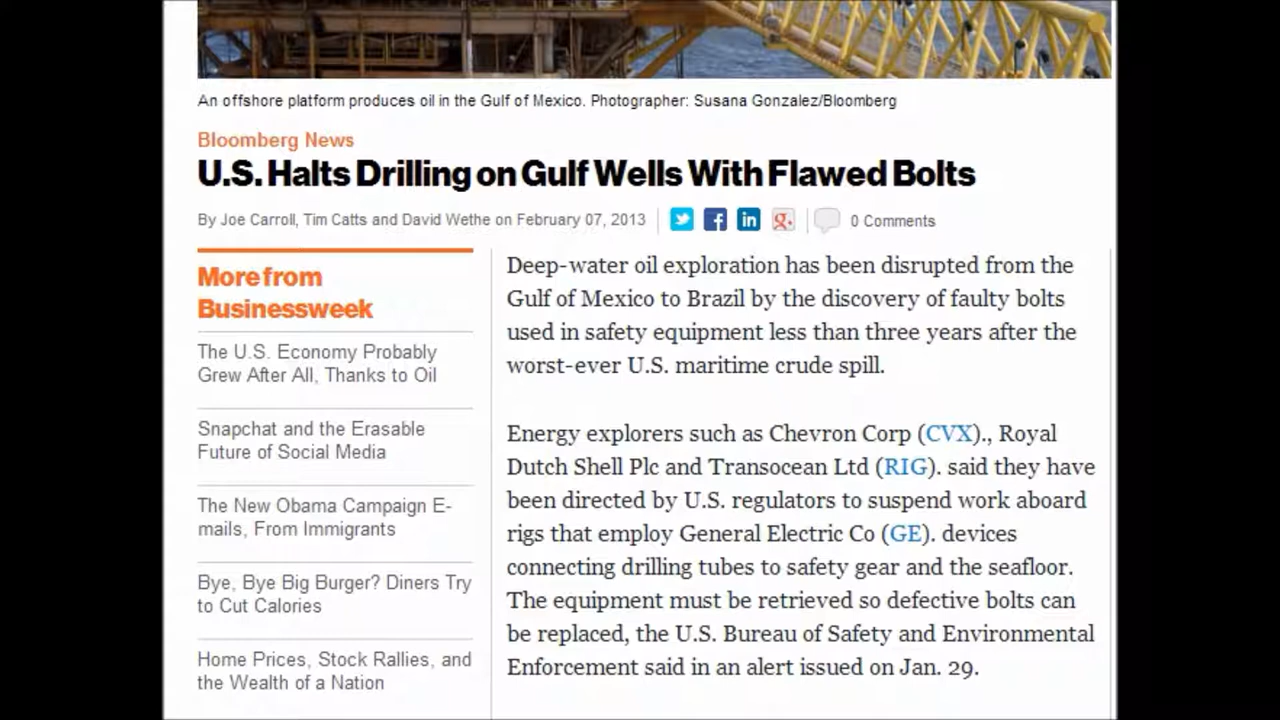 An offshore platform produces oil in the Gulf of Mexico. Photographer: Susana Gonzalez/Bloomberg
Bloomberg News
U.S. Halts Drilling on Gulf Wells With Flawed Bolts
By Joe Carroll, Tim Catts and David Wethe on February 07, 2013
0 Comments
More from
Businessweek
The U.S. Economy Probably
Grew After All, Thanks to Oil
Snapchat and the Erasable
Future of Social Media
The New Obama Campaign E-
mails, From Immigrants
Bye, Bye Big Burger? Diners Try
to Cut Calories
Home Prices, Stock Rallies, and
the Wealth of a Nation
Deep-water oil exploration has been disrupted from the
Gulf of Mexico to Brazil by the discovery of faulty bolts
used in safety equipment less than three years after the
worst-ever U.S. maritime crude spill.
Energy explorers such as Chevron Corp (CVX)., Royal
Dutch Shell Plc and Transocean Ltd (RIG). said they have
been directed by U.S. regulators to suspend work aboard
rigs that employ General Electric Co (GE). devices
connecting drilling tubes to safety gear and the seafloor.
The equipment must be retrieved so defective bolts can
be replaced, the U.S. Bureau of Safety and Environmental
Enforcement said in an alert issued on Jan. 29.